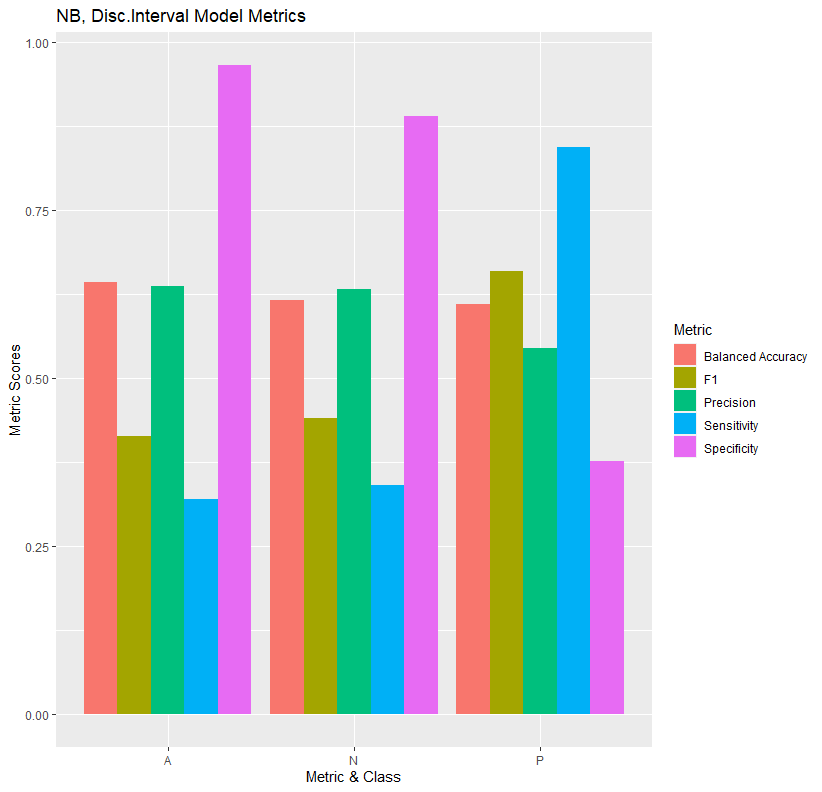 NB, Disc.Interval Model Metrics
1.00
0.75
0.50
0.25
0.00
Metric Scores
A N P
Metric & Class
Metric
Balanced Accuracy
F1
Precision
Sensitivity
Specificity